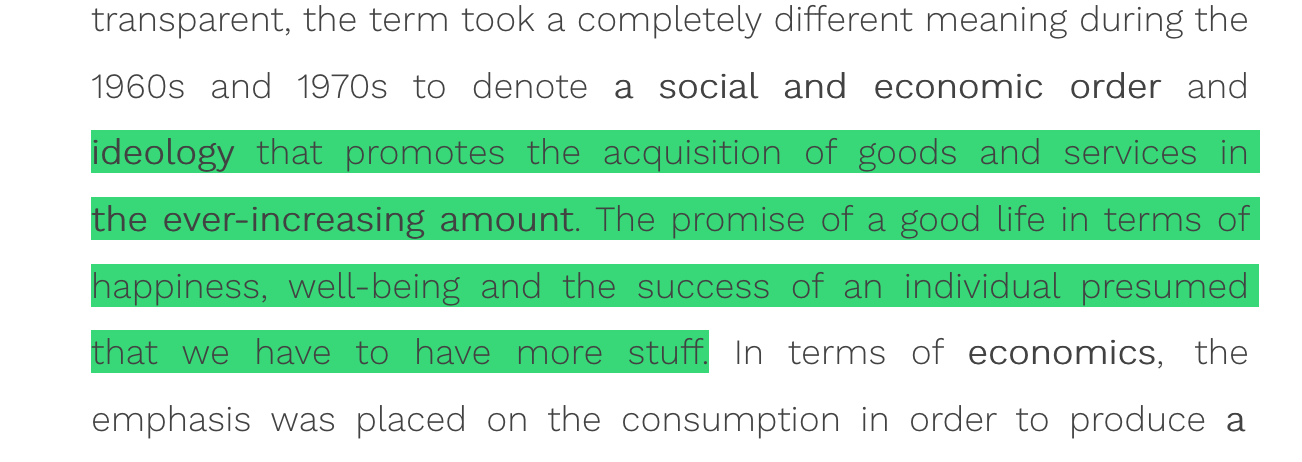 transparent, the term took a completely different meaning during the
1960s and 1970s to denote a social and economic order and
ideology that promotes the acquisition of goods and services in
the ever-increasing amount. The promise of a good life in terms of
happiness, well-being and the success of an individual presumed
that we have to have more stuff. In terms of economics, the
emphasis was placed on the consumption in order to produce a